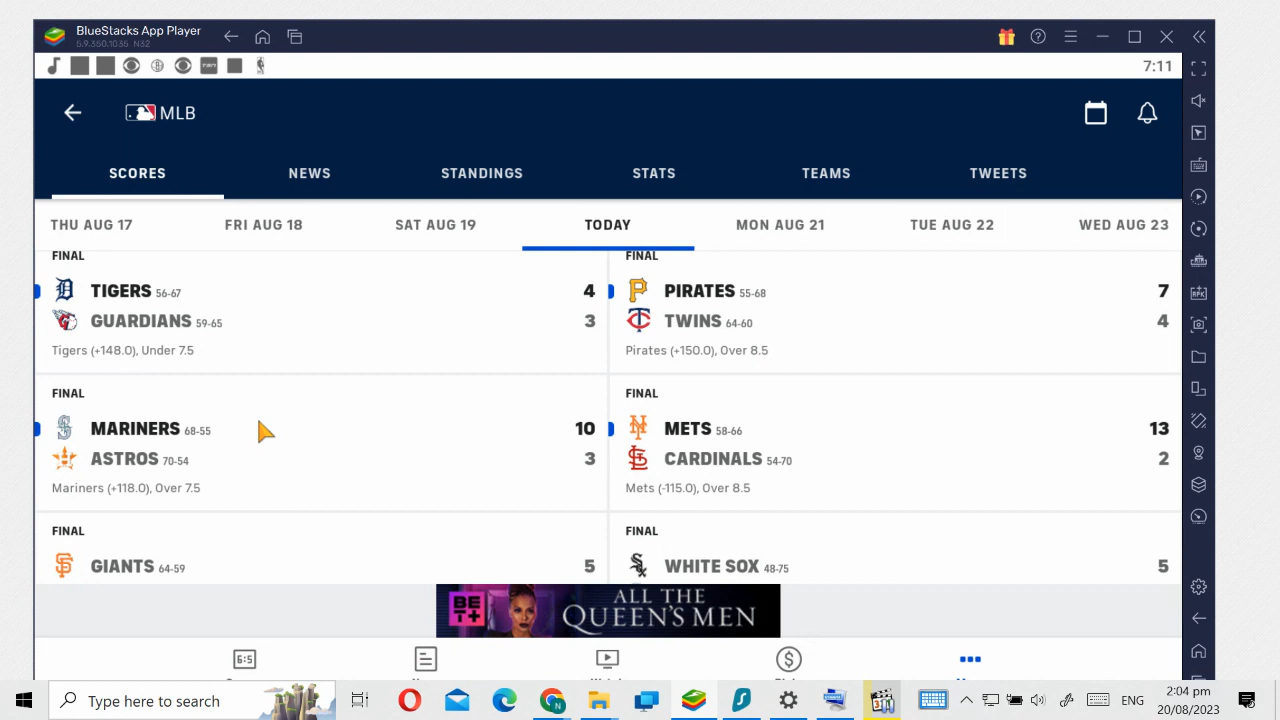 BlueStacks App Player
5.9.350.1035 N32
7:11
MLB
SCORES NEWS STANDINGS STATS TEAMS TWEETS
THU AUG 17 FRI AUG 18 SAT AUG 19 TODAY MON AUG 21 TUE AUG 22 WED AUG 23
FINAL
TIGERS 56-67 4
GUARDIANS 59-65 3
Tigers (+148.0), Under 7.5
FINAL
PIRATES 55-68 7
TWINS 64-60 4
Pirates (+150.0), Over 8.5
FINAL
MARINERS 68-55 10
ASTROS 70-54 3
Mariners (+118.0), Over 7.5
FINAL
METS 58-66 13
CARDINALS 54-70 2
Mets (-115.0), Over 8.5
FINAL
GIANTS 64-59 5
FINAL
WHITE SOX 48-75 5
BET+
ALL THE
QUEEN'S MEN
6:5
Type here to search
ENG
2:04 pm
20/08/2023